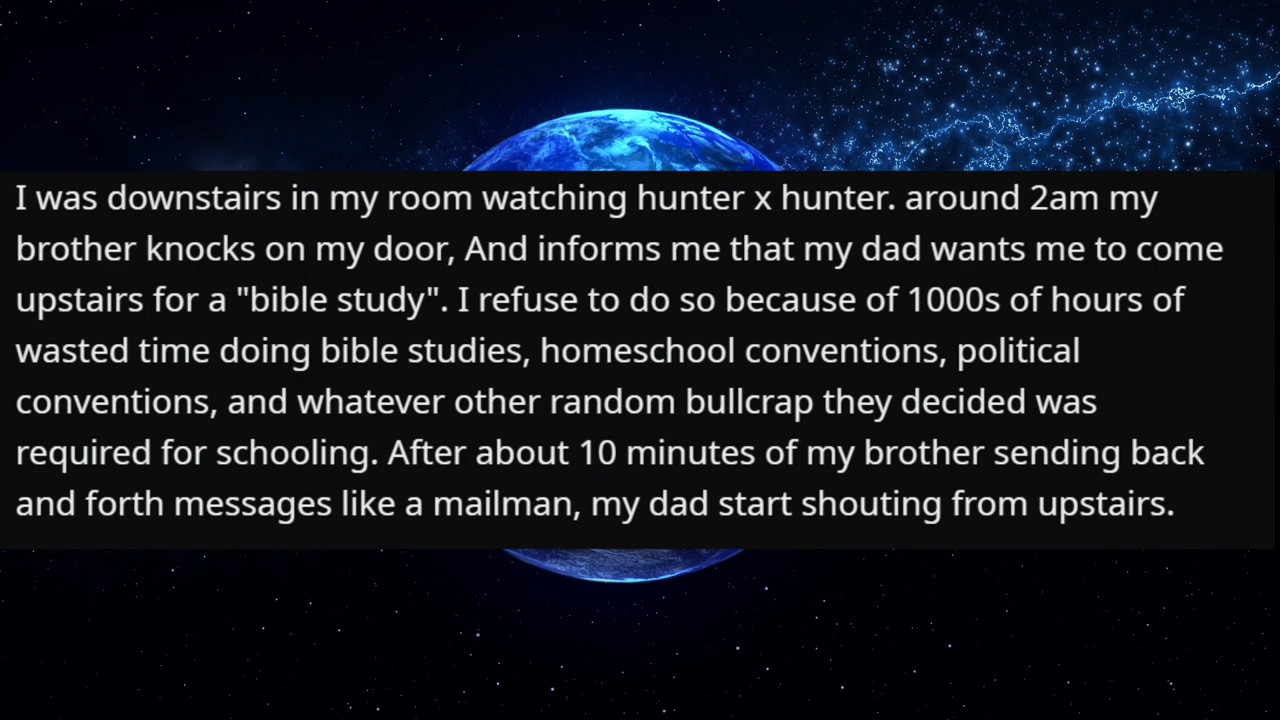 I was downstairs in my room watching hunter x hunter. around 2am my
brother knocks on my door, And informs me that my dad wants me to come
upstairs for a "bible study". I refuse to do so because of 1000s of hours of
wasted time doing bible studies, homeschool conventions, political
conventions, and whatever other random bullcrap they decided was
required for schooling. After about 10 minutes of my brother sending back
and forth messages like a mailman, my dad start shouting from upstairs.